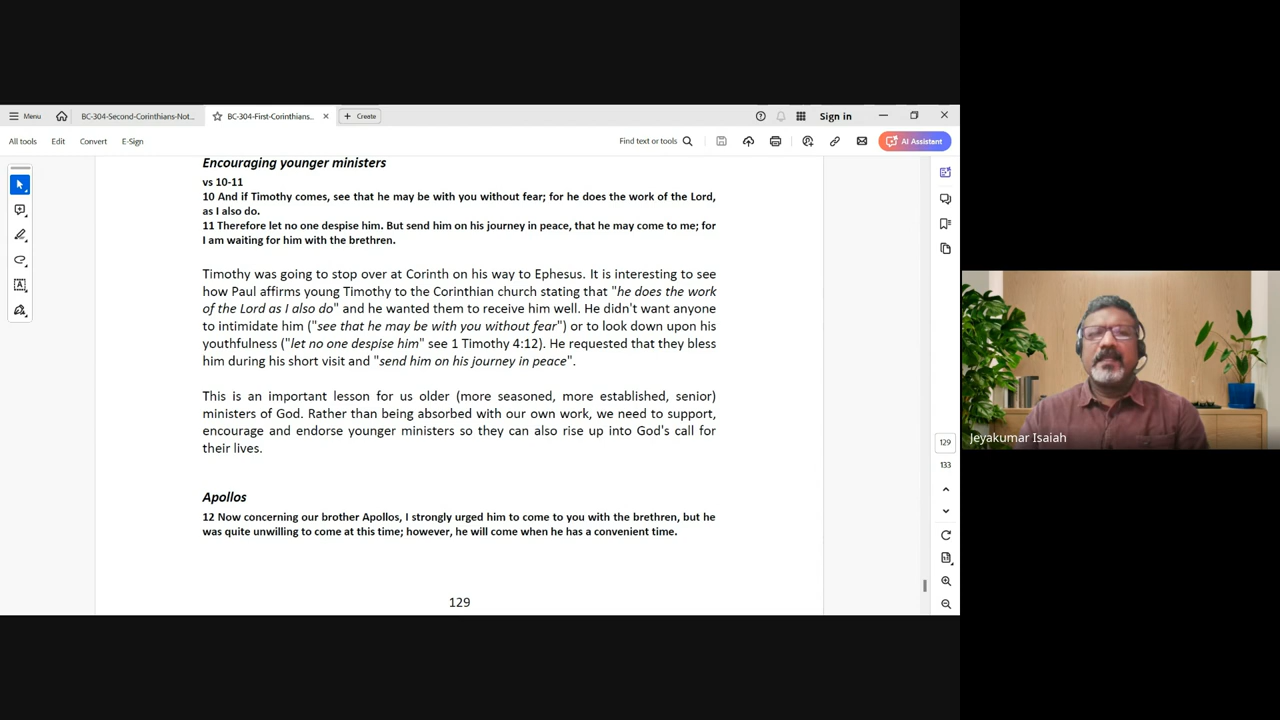 Menu
BC-304-Second-Corinthians-Not...
BC-304-First-Corinthians...
Create
Sign in
All tools
Edit
Convert
E-Sign
Find text or tools
AI Assistant
Encouraging younger ministers
vs 10-11
10 And if Timothy comes, see that he may be with you without fear; for he does the work of the Lord,
as I also do.
11 Therefore let no one despise him. But send him on his journey in peace, that he may come to me; for
I am waiting for him with the brethren.
Timothy was going to stop over at Corinth on his way to Ephesus. It is interesting to see
how Paul affirms young Timothy to the Corinthian church stating that "he does the work
of the Lord as I also do" and he wanted them to receive him well. He didn't want anyone
to intimidate him ("see that he may be with you without fear") or to look down upon his
youthfulness ("let no one despise him" see 1 Timothy 4:12). He requested that they bless
him during his short visit and "send him on his journey in peace".
This is an important lesson for us older (more seasoned, more established, senior)
ministers of God. Rather than being absorbed with our own work, we need to support,
encourage and endorse younger ministers so they can also rise up into God's call for
their lives.
Apollos
12 Now concerning our brother Apollos, I strongly urged him to come to you with the brethren, but he
was quite unwilling to come at this time; however, he will come when he has a convenient time.
129
129
133
Jeyakumar Isaiah